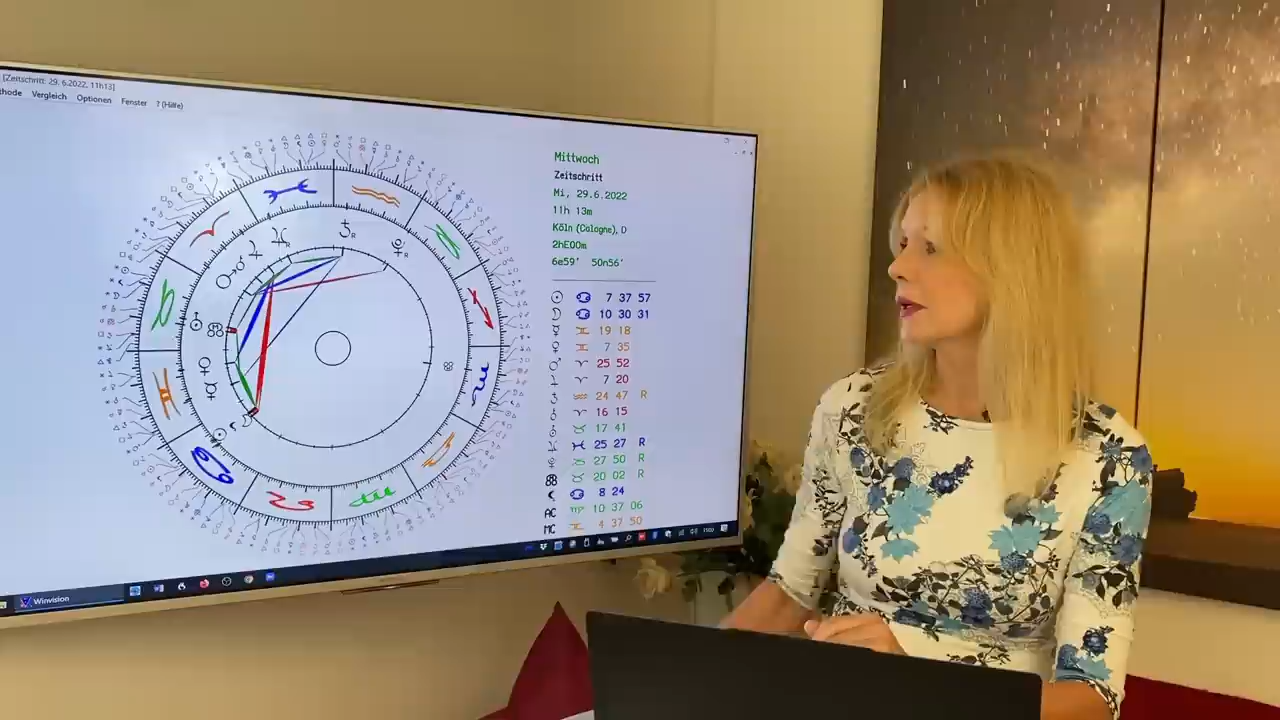 [Zeitschritt: 29. 6.2022, 11h13]
thode Vergleich Optionen Fenster ? (Hilfe)
Mittwoch
Zeitschritt
Mi, 29.6.2022
11h 13m
Köln (Cologne), D
2hE00m
6e59' 50n56'
☉ ♋ 7 37 57
☽ ♋ 10 30 31
☿ ♊ 19 18
♀ ♊ 7 35
♂ ♈ 25 52
♃ ♈ 7 20
♄ ♒ 24 47 R
⚷ ♈ 16 15
♅ ♉ 17 41
♆ ♓ 25 27 R
♇ ♑ 27 50 R
☊ ♉ 20 02 R
⚸ ♋ 8 24
AC ♍ 10 37 06
MC ♊ 4 37 50
Winvision